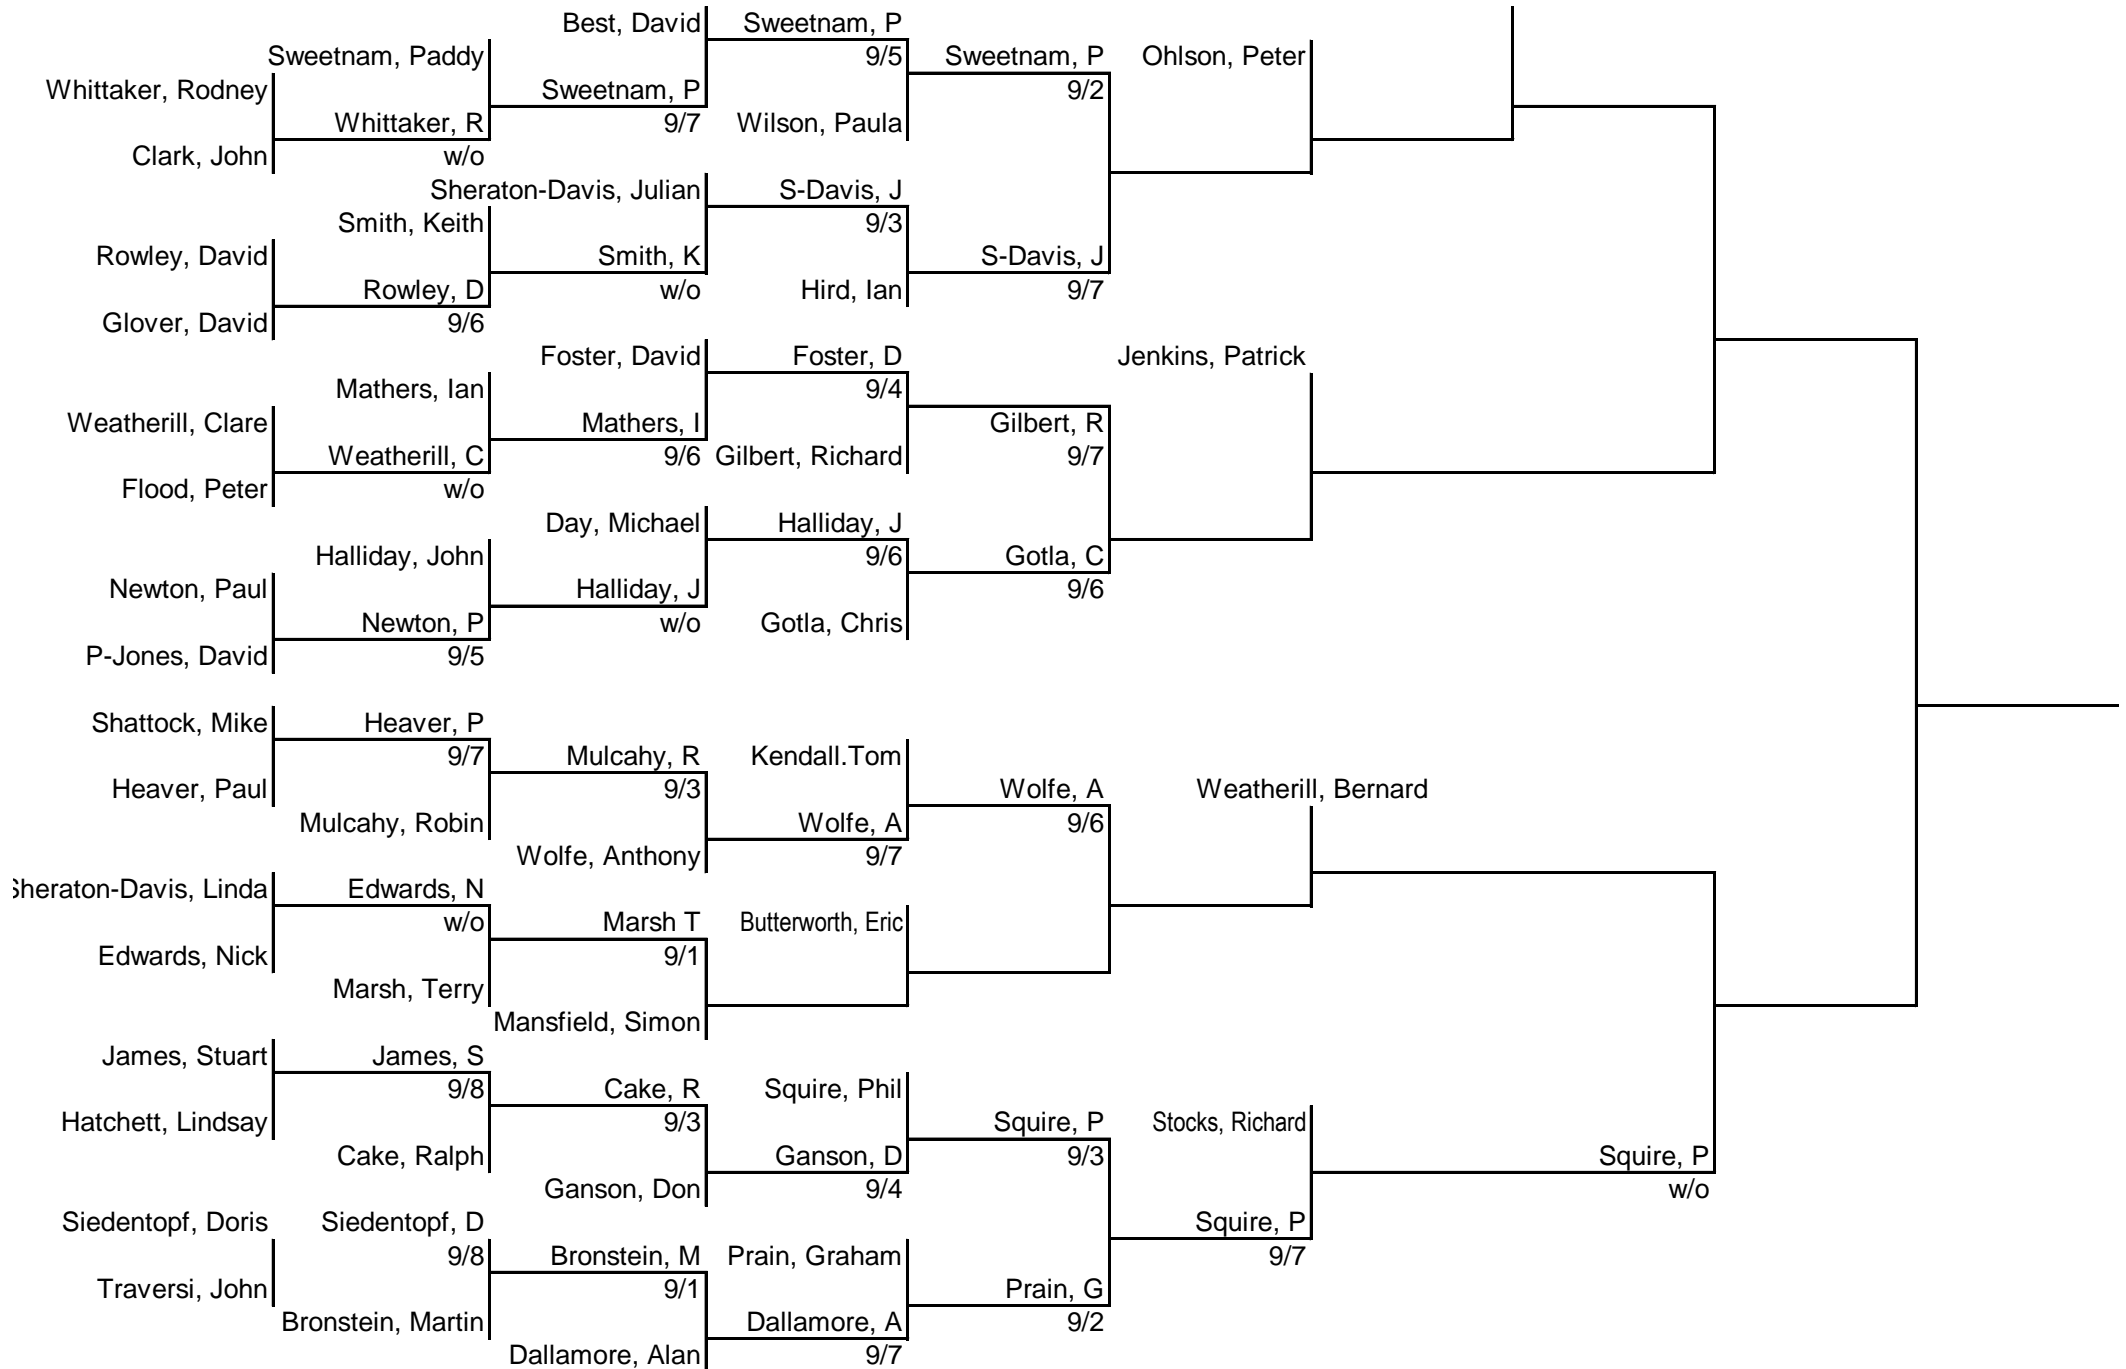 Best, David Sweetnam, P
Sweetnam, Paddy 9/5 Sweetnam, P Ohlson, Peter
Whittaker, Rodney Sweetnam, P 9/2
Whittaker, R 9/7 Wilson, Paula
Clark, John w/o
Sheraton-Davis, Julian S-Davis, J
Smith, Keith 9/3
Rowley, David Smith, K S-Davis, J
Rowley, D w/o Hird, Ian 9/7
Glover, David 9/6
Foster, David Foster, D Jenkins, Patrick
Mathers, Ian 9/4
Weatherill, Clare Mathers, I Gilbert, R
Weatherill, C 9/6 Gilbert, Richard 9/7
Flood, Peter w/o
Day, Michael Halliday, J
Halliday, John 9/6 Gotla, C
Newton, Paul Halliday, J 9/6
Newton, P w/o Gotla, Chris
P-Jones, David 9/5
Shattock, Mike Heaver, P
9/7 Mulcahy, R Kendall.Tom
Heaver, Paul 9/3 Wolfe, A Weatherill, Bernard
Mulcahy, Robin Wolfe, A 9/6
Wolfe, Anthony 9/7
Sheraton-Davis, Linda Edwards, N
w/o Marsh T Butterworth, Eric
Edwards, Nick 9/1
Marsh, Terry
Mansfield, Simon
James, Stuart James, S
9/8 Cake, R Squire, Phil
Hatchett, Lindsay 9/3 Squire, P Stocks, Richard
Cake, Ralph Ganson, D 9/3 Squire, P
Ganson, Don 9/4 w/o
Siedentopf, Doris Siedentopf, D Squire, P
9/8 Bronstein, M Prain, Graham 9/7
Traversi, John 9/1 Prain, G
Bronstein, Martin Dallamore, A 9/2
Dallamore, Alan 9/7